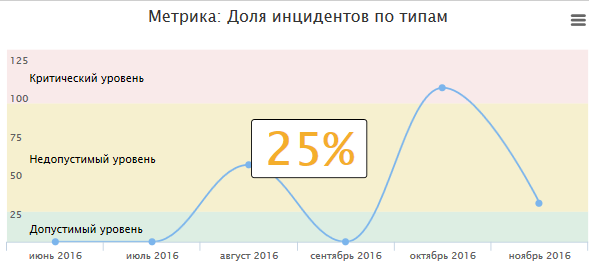 Метрика: Доля инцидентов по типам
125
Критический уровень
100
75
25%
Недопустимый уровень
50
25
Допустимый уровень
июнь 2016 июль 2016 август 2016 сентябрь 2016 октябрь 2016 ноябрь 2016